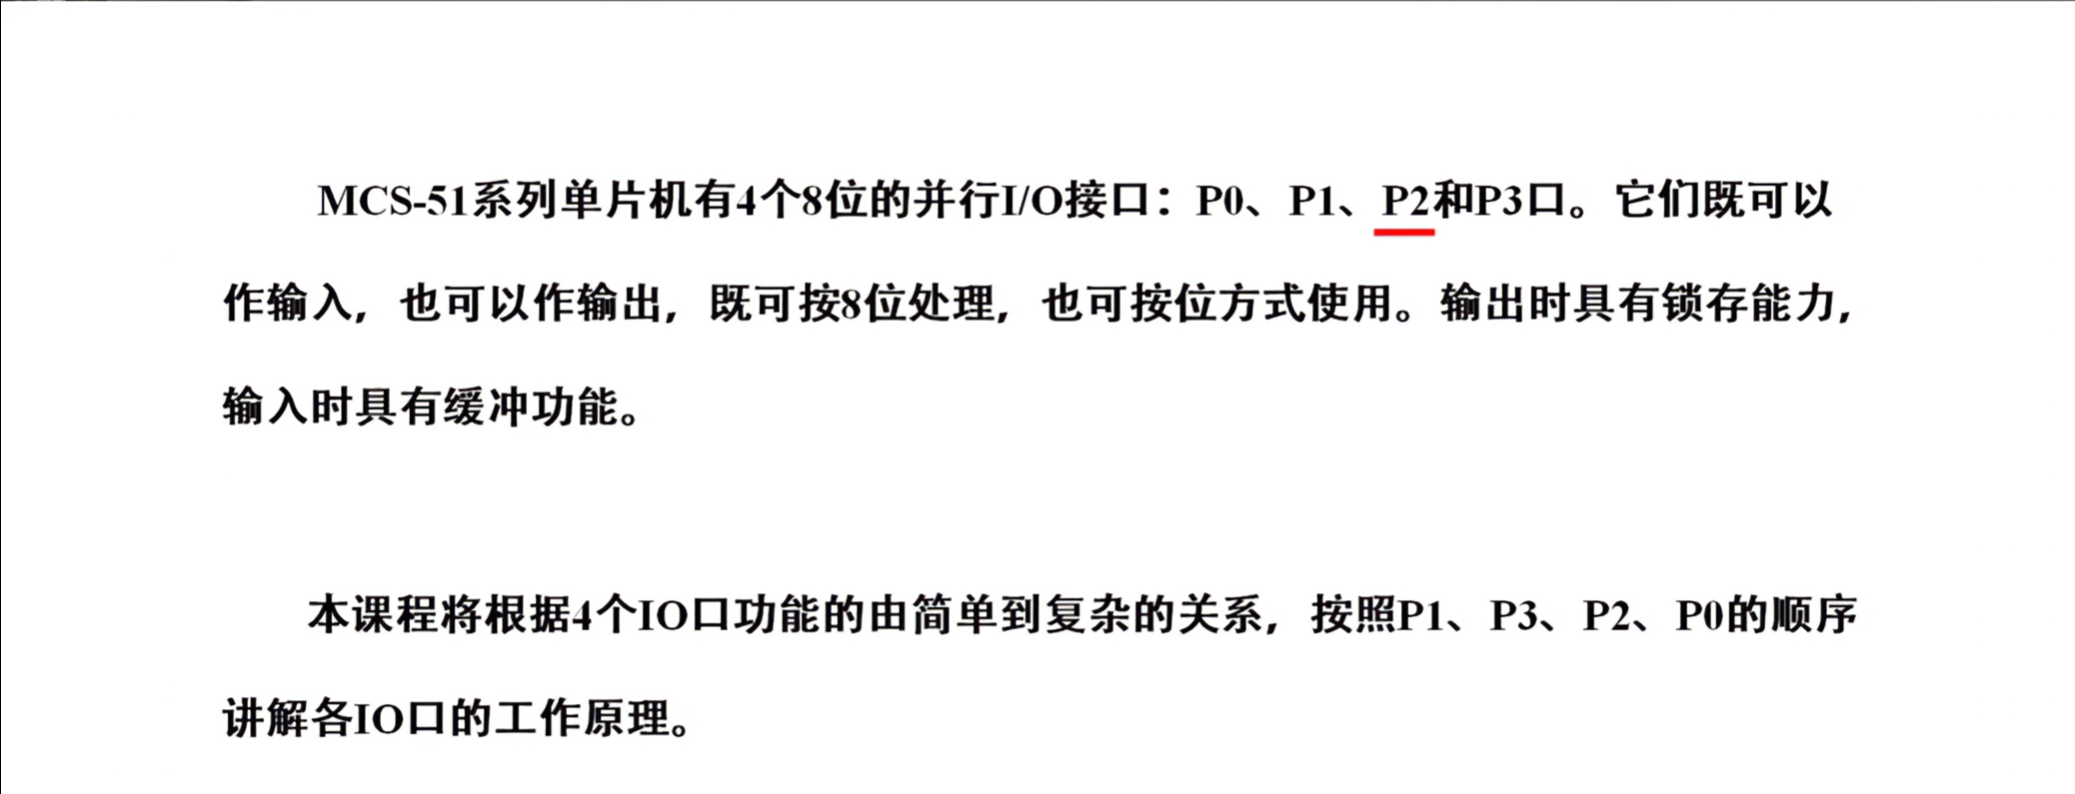 MCS-51系列单片机有4个8位的并行I/O接口：P0、P1、P2和P3口。它们既可以
作输入，也可以作输出，既可按8位处理，也可按位方式使用。输出时具有锁存能力，
输入时具有缓冲功能。
本课程将根据4个IO口功能的由简单到复杂的关系，按照P1、P3、P2、P0的顺序
讲解各IO口的工作原理。